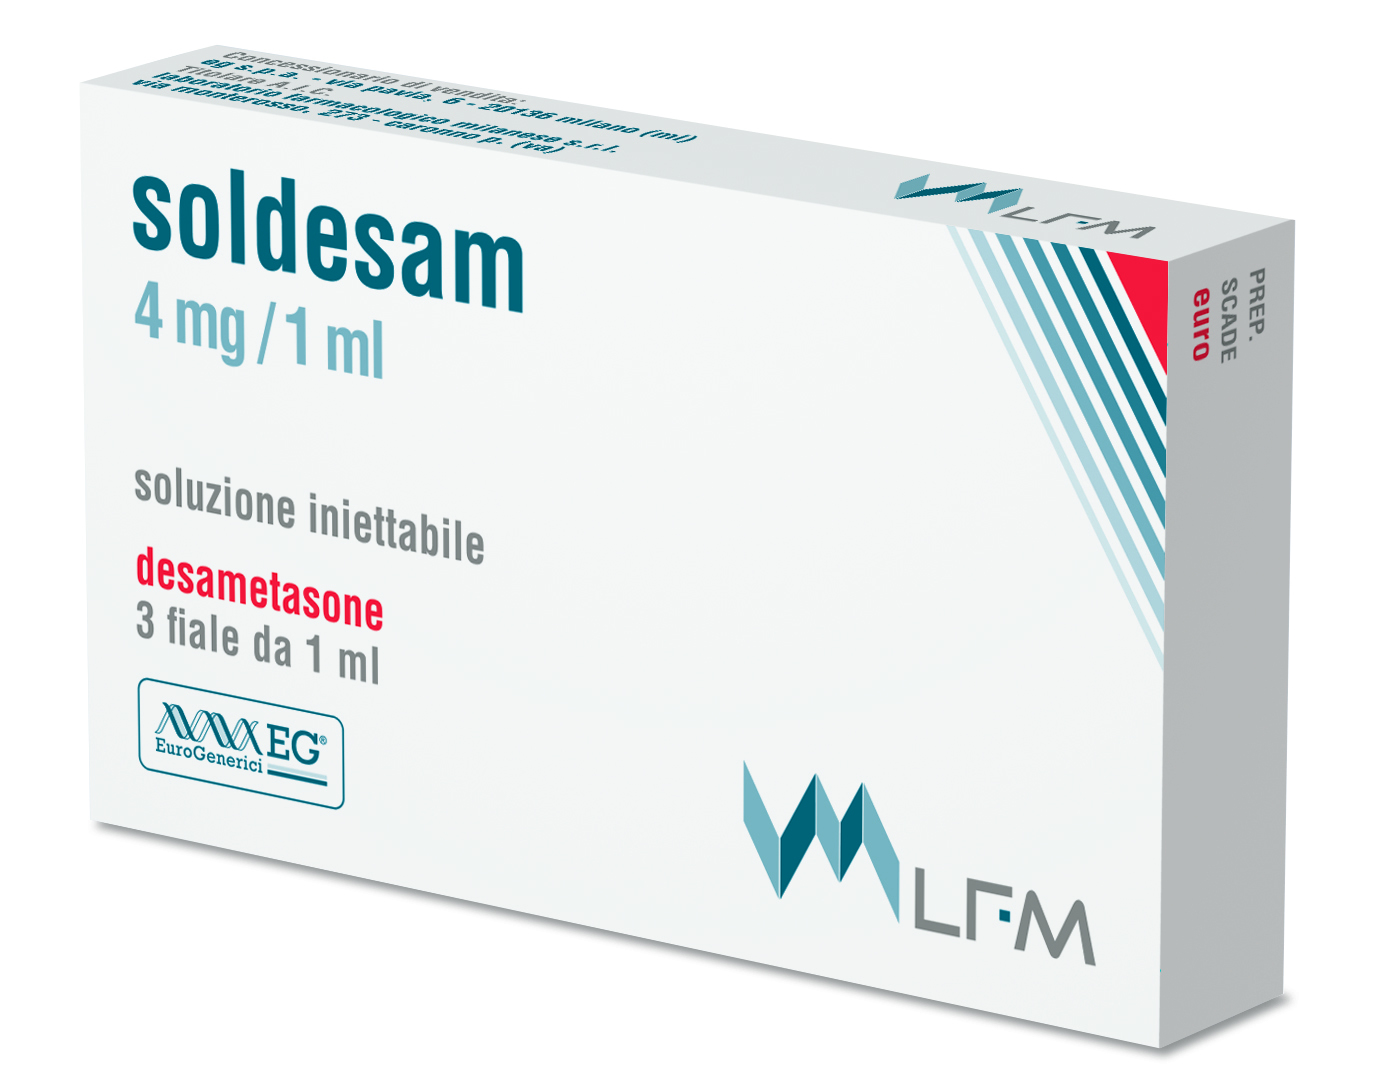 Concessionario di vendita:
eg s.p.a. - via pavia, 6 - 20136 milano (mi)
Titolare A.I.C.
laboratorio farmacologico milanese s.r.l.
via monterosso, 273 - caronno p. (va)
LFM
soldesam
4 mg / 1 ml
soluzione iniettabile
desametasone
3 fiale da 1 ml
EG®
EuroGenerici
LFM
PREP.
SCADE
euro